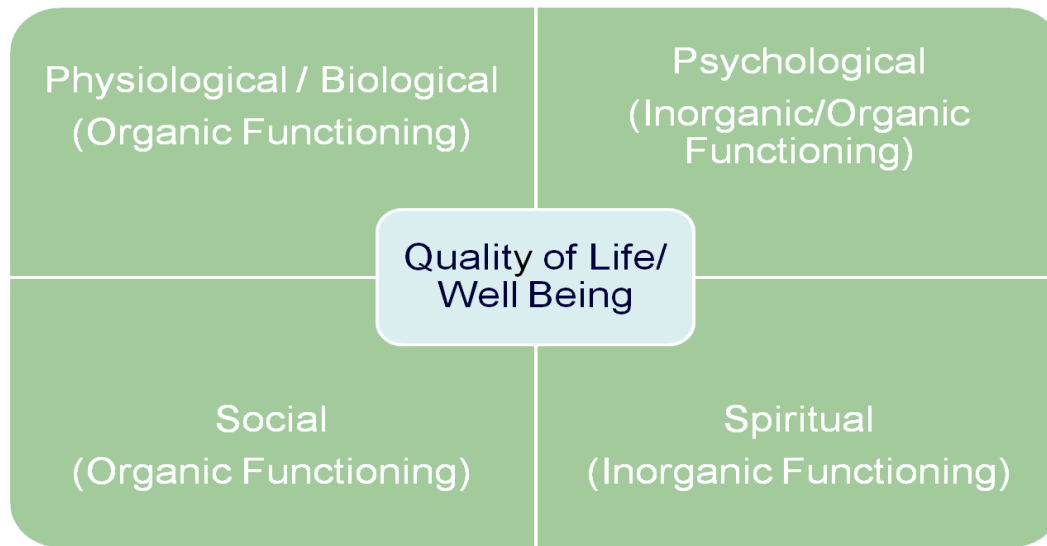 Physiological / Biological
(Organic Functioning)
Psychological
(Inorganic/Organic
Functioning)
Quality of Life/
Well Being
Social
(Organic Functioning)
Spiritual
(Inorganic Functioning)